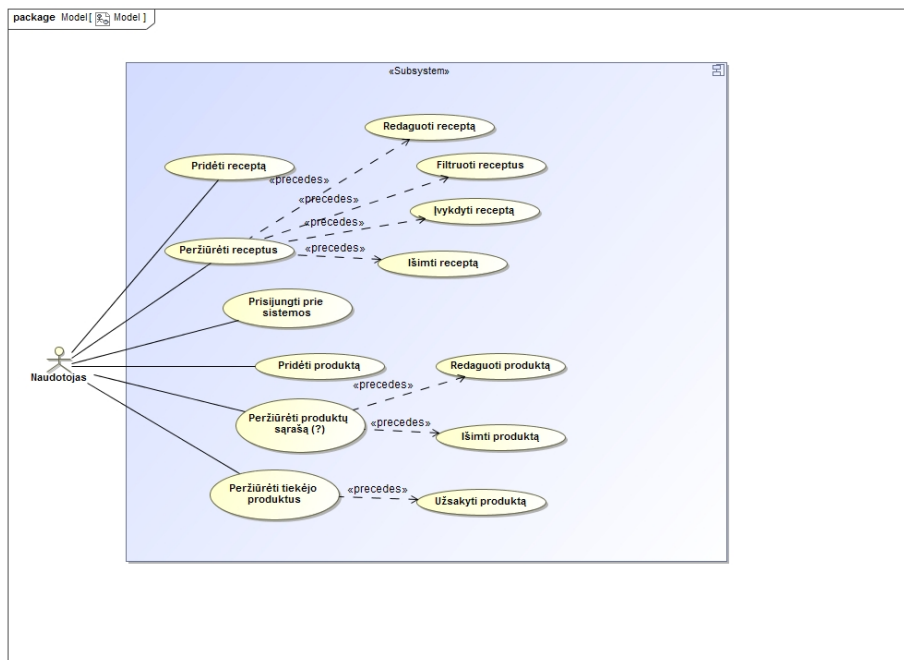 package Model [ Model ]
«Subsystem»
Redaguoti receptą
Pridėti receptą
Filtruoti receptus
«precedes»
«precedes»
Įvykdyti receptą
«precedes»
Peržiūrėti receptus
«precedes»
Išimti receptą
Prisijungti prie
sistemos
Naudotojas
Pridėti produktą
Redaguoti produktą
«precedes»
Peržiūrėti produktų
sąrašą (?)
«precedes»
Išimti produktą
Peržiūrėti tiekėjo
produktus
«precedes»
Užsakyti produktą